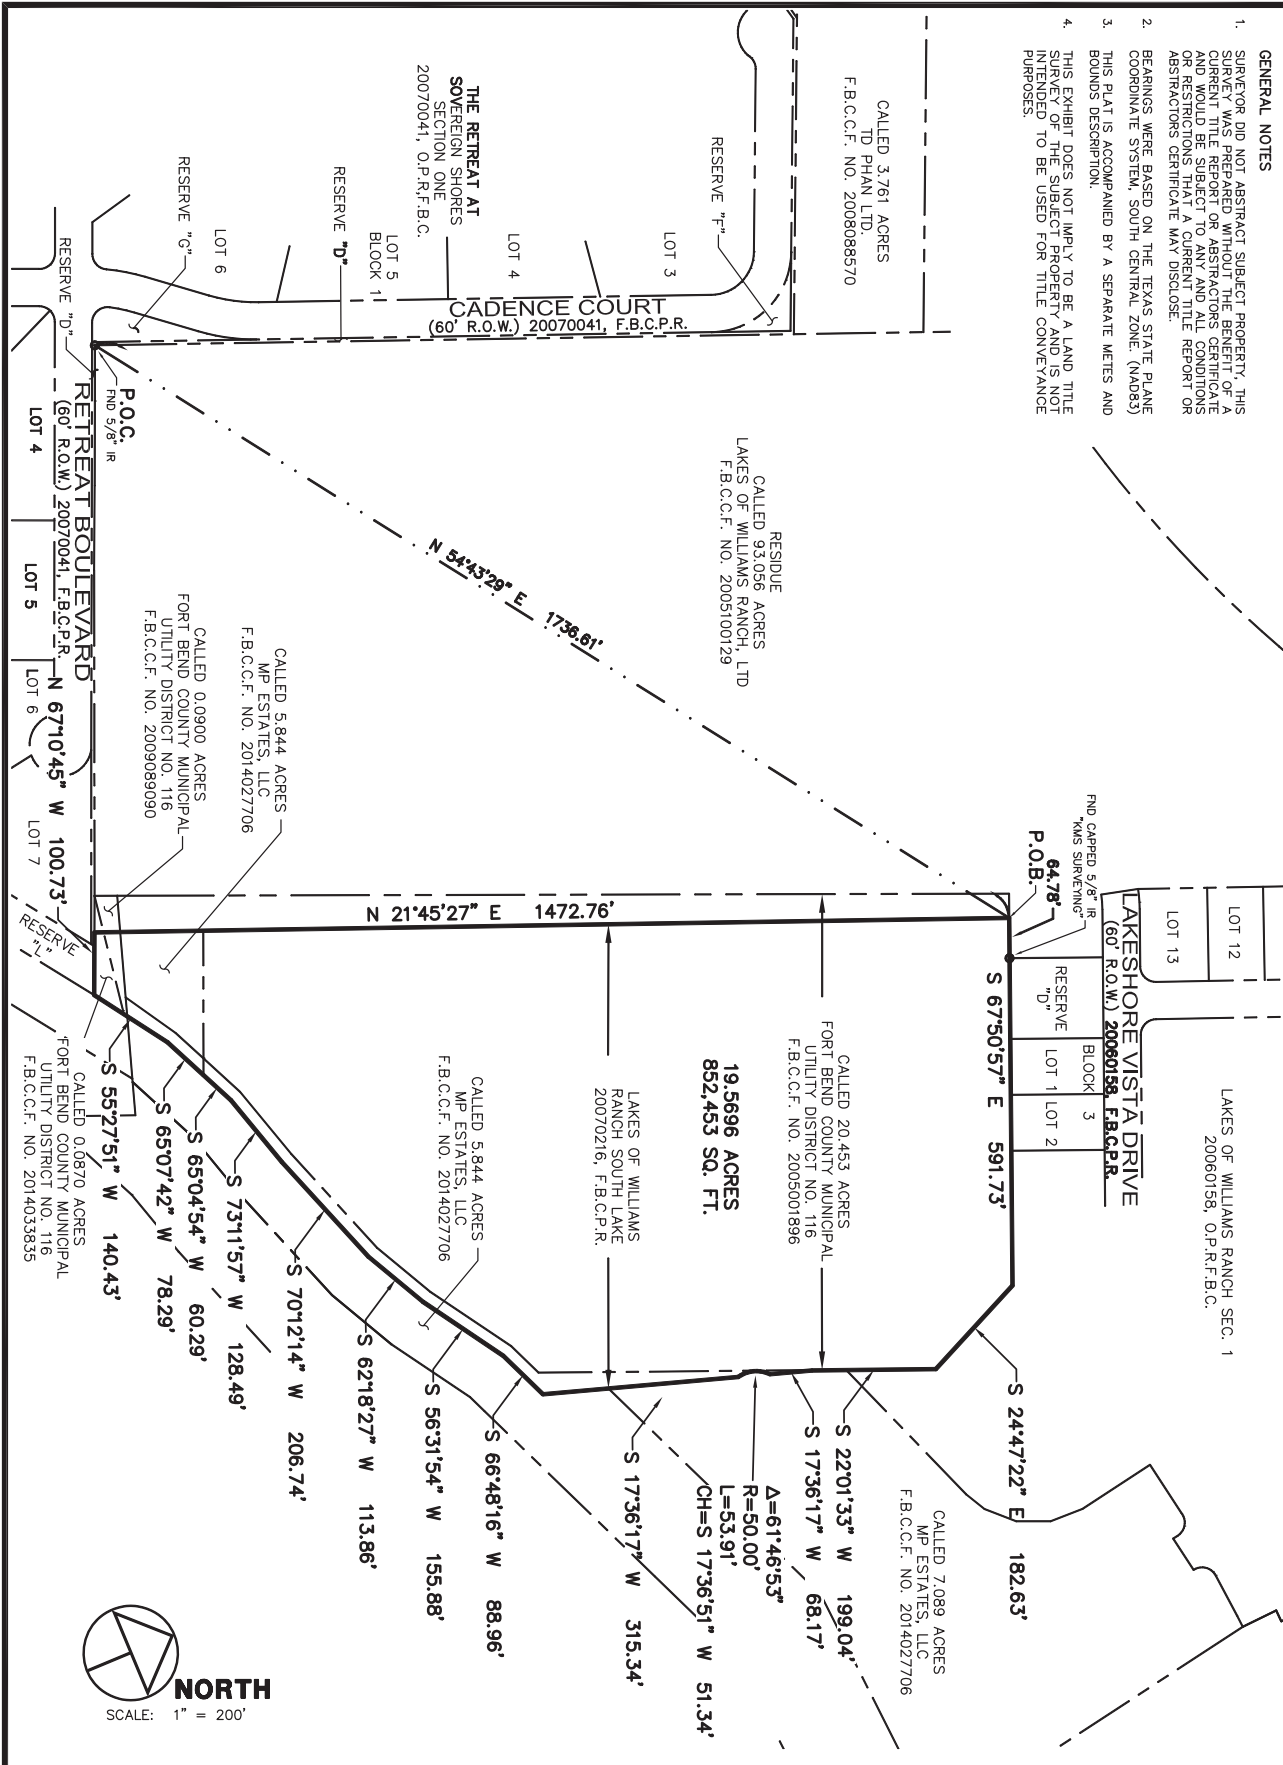 GENERAL NOTES
1. SURVEYOR DID NOT ABSTRACT SUBJECT PROPERTY, THIS
SURVEY WAS PREPARED WITHOUT THE BENEFIT OF A
CURRENT TITLE REPORT OR ABSTRACTORS CERTIFICATE
AND WOULD BE SUBJECT TO ANY AND ALL CONDITIONS
OR RESTRICTIONS THAT A CURRENT TITLE REPORT OR
ABSTRACTORS CERTIFICATE MAY DISCLOSE.
2. BEARINGS WERE BASED ON THE TEXAS STATE PLANE
COORDINATE SYSTEM, SOUTH CENTRAL ZONE. (NAD83)
3. THIS PLAT IS ACCOMPANIED BY A SEPARATE METES AND
BOUNDS DESCRIPTION.
4. THIS EXHIBIT DOES NOT IMPLY TO BE A LAND TITLE
SURVEY OF THE SUBJECT PROPERTY AND IS NOT
INTENDED TO BE USED FOR TITLE CONVEYANCE
PURPOSES.
CALLED 3.761 ACRES
TD PHAN LTD.
F.B.C.C.F. NO. 2008088570
RESERVE "F"
LOT 3
LOT 4
LOT 5
BLOCK 1
LOT 6
THE RETREAT AT
SOVEREIGN SHORES
SECTION ONE
20070041, O.P.R.F.B.C.
RESERVE "D"
RESERVE "G"
RESERVE "D"
CADENCE COURT
(60' R.O.W.) 20070041, F.B.C.P.R.
P.O.C.
FND 5/8" IR
RETREAT BOULEVARD
(60' R.O.W.) 20070041, F.B.C.P.R.
LOT 4
LOT 5
LOT 6
LOT 7
N 67°10'45" W 100.73'
RESERVE
"L"
N 54°43'29" E 1736.61'
RESIDUE
CALLED 93.056 ACRES
LAKES OF WILLIAMS RANCH, LTD
F.B.C.C.F. NO. 2005100129
CALLED 5.844 ACRES
MP ESTATES, LLC
F.B.C.C.F. NO. 2014027706
CALLED 0.0900 ACRES
FORT BEND COUNTY MUNICIPAL
UTILITY DISTRICT NO. 116
F.B.C.C.F. NO. 2009089090
FND CAPPED 5/8" IR
"KMS SURVEYING"
64.78'
P.O.B.
LOT 12
LOT 13
LAKESHORE VISTA DRIVE
(60' R.O.W.) 20060158, F.B.C.P.R.
RESERVE
"D"
BLOCK 3
LOT 1
LOT 2
LAKES OF WILLIAMS RANCH SEC. 1
20060158, O.P.R.F.B.C.
S 67°50'57" E 591.73'
N 21°45'27" E 1472.76'
CALLED 20.453 ACRES
FORT BEND COUNTY MUNICIPAL
UTILITY DISTRICT NO. 116
F.B.C.C.F. NO. 2005001896
19.5696 ACRES
852,453 SQ. FT.
LAKES OF WILLIAMS
RANCH SOUTH LAKE
20070216, F.B.C.P.R.
CALLED 5.844 ACRES
MP ESTATES, LLC
F.B.C.C.F. NO. 2014027706
CALLED 0.0870 ACRES
FORT BEND COUNTY MUNICIPAL
UTILITY DISTRICT NO. 116
F.B.C.C.F. NO. 2014033835
S 24°47'22" E 182.63'
CALLED 7.089 ACRES
MP ESTATES, LLC
F.B.C.C.F. NO. 2014027706
S 22°01'33" W 199.04'
S 17°36'17" W 68.17'
Δ=61°46'53"
R=50.00'
L=53.91'
CH=S 17°36'51" W 51.34'
S 17°36'17" W 315.34'
S 66°48'16" W 88.96'
S 56°31'54" W 155.88'
S 62°18'27" W 113.86'
S 70°12'14" W 206.74'
S 73°11'57" W 128.49'
S 65°04'54" W 60.29'
S 65°07'42" W 78.29'
S 55°27'51" W 140.43'
NORTH
SCALE: 1" = 200'